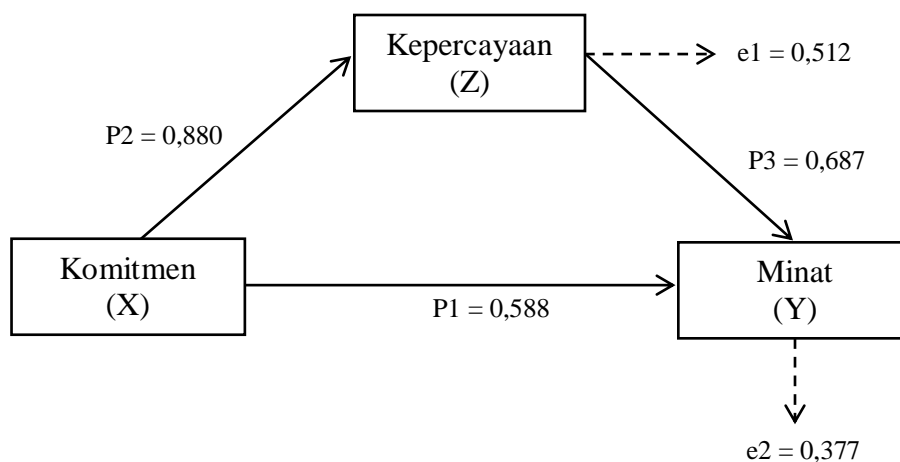 Kepercayaan
(Z)
e1 = 0,512
P2 = 0,880
P3 = 0,687
Komitmen
(X)
Minat
(Y)
P1 = 0,588
e2 = 0,377